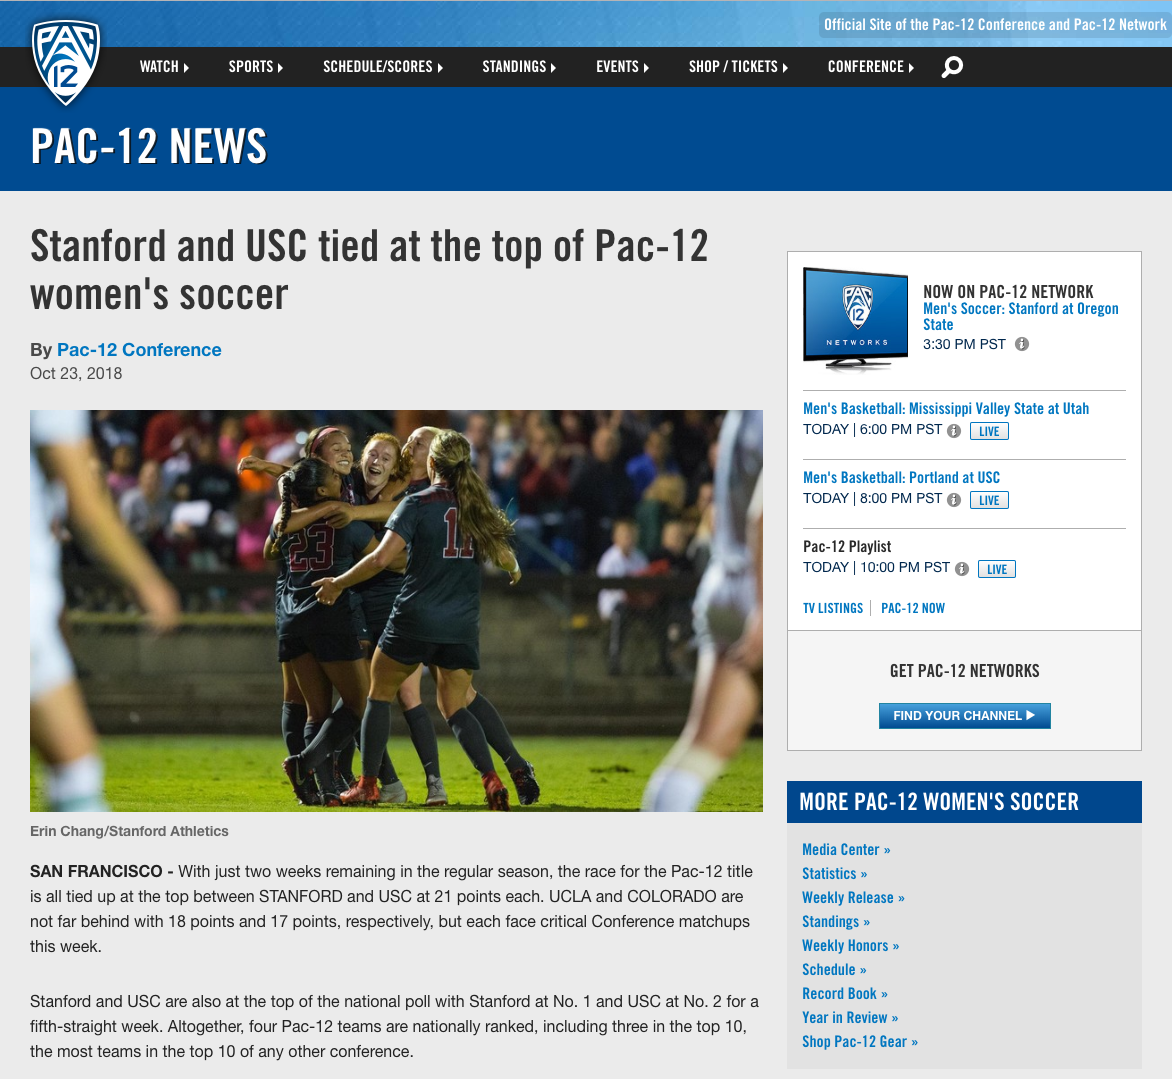 Official Site of the Pac-12 Conference and Pac-12 Network
PAC
12
WATCH
SPORTS
SCHEDULE/SCORES
STANDINGS
EVENTS
SHOP / TICKETS
CONFERENCE
PAC-12 NEWS
Stanford and USC tied at the top of Pac-12
women's soccer
By Pac-12 Conference
Oct 23, 2018
23
11
Erin Chang/Stanford Athletics
SAN FRANCISCO - With just two weeks remaining in the regular season, the race for the Pac-12 title
is all tied up at the top between STANFORD and USC at 21 points each. UCLA and COLORADO are
not far behind with 18 points and 17 points, respectively, but each face critical Conference matchups
this week.
Stanford and USC are also at the top of the national poll with Stanford at No. 1 and USC at No. 2 for a
fifth-straight week. Altogether, four Pac-12 teams are nationally ranked, including three in the top 10,
the most teams in the top 10 of any other conference.
PAC
12
NETWORKS
NOW ON PAC-12 NETWORK
Men's Soccer: Stanford at Oregon
State
3:30 PM PST
Men's Basketball: Mississippi Valley State at Utah
TODAY | 6:00 PM PST LIVE
Men's Basketball: Portland at USC
TODAY | 8:00 PM PST LIVE
Pac-12 Playlist
TODAY | 10:00 PM PST LIVE
TV LISTINGS | PAC-12 NOW
GET PAC-12 NETWORKS
FIND YOUR CHANNEL
MORE PAC-12 WOMEN'S SOCCER
Media Center »
Statistics »
Weekly Release »
Standings »
Weekly Honors »
Schedule »
Record Book »
Year in Review »
Shop Pac-12 Gear »